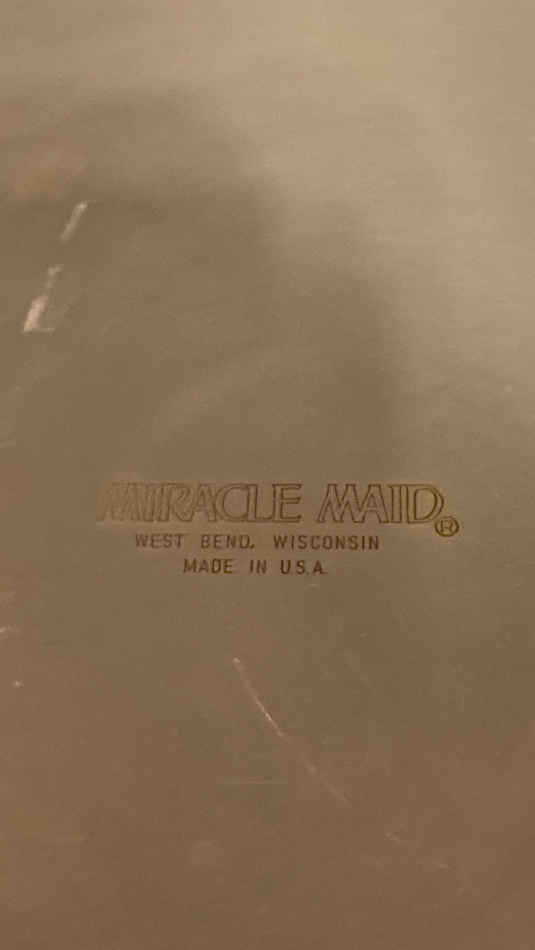 MIRACLE MAID®
WEST BEND, WISCONSIN
MADE IN U.S.A.